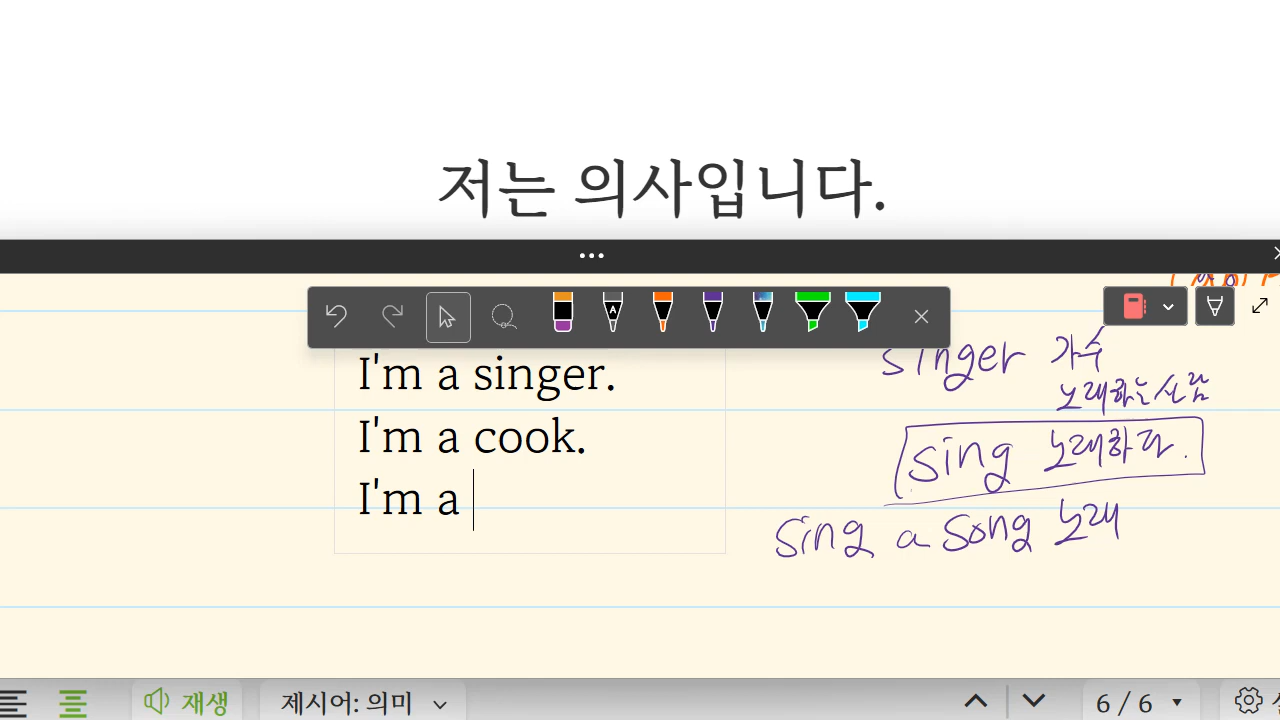 저는 의사입니다.
I'm a singer.
I'm a cook.
I'm a
singer 가수
노래하는 사람
sing 노래하다.
sing a song 노래
재생
제시어: 의미
6 / 6